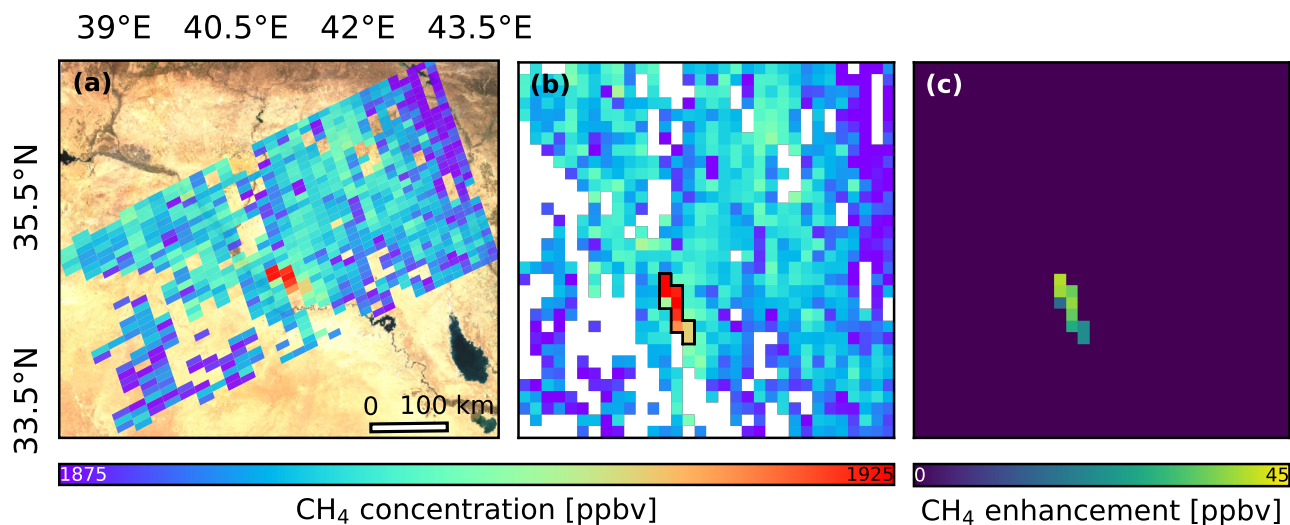 39°E 40.5°E 42°E 43.5°E
(a) (b) (c)
35.5°N
33.5°N
0 100 km
1875 1925 0 45
CH₄ concentration [ppbv] CH₄ enhancement [ppbv]